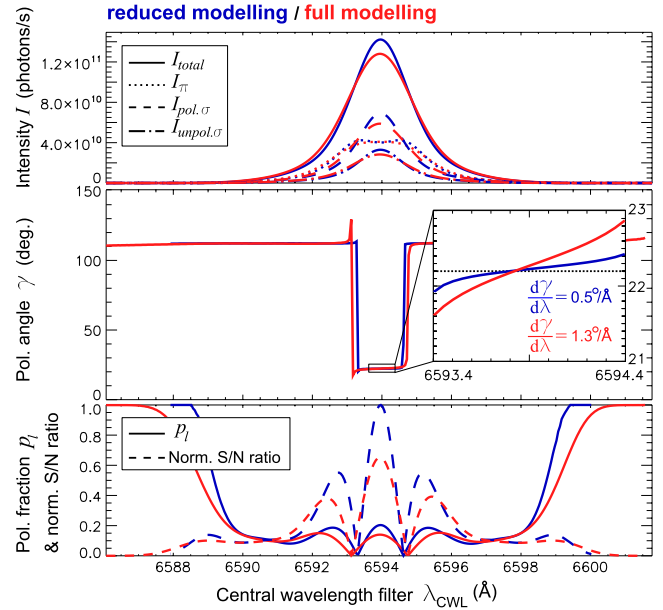 reduced modelling / full modelling
Intensity I (photons/s)
1.2×10¹¹
8.0×10¹⁰
4.0×10¹⁰
0
I_total
I_π
I_pol.σ
I_unpol.σ
Pol. angle γ (deg.)
150
100
50
0
23
22
21
dγ/dλ=0.5°/Å
dγ/dλ=1.3°/Å
6593.4 6594.4
Pol. fraction p_l
& norm. S/N ratio
1.0
0.8
0.6
0.4
0.2
0.0
p_l
Norm. S/N ratio
6588 6590 6592 6594 6596 6598 6600
Central wavelength filter λ_CWL (Å)